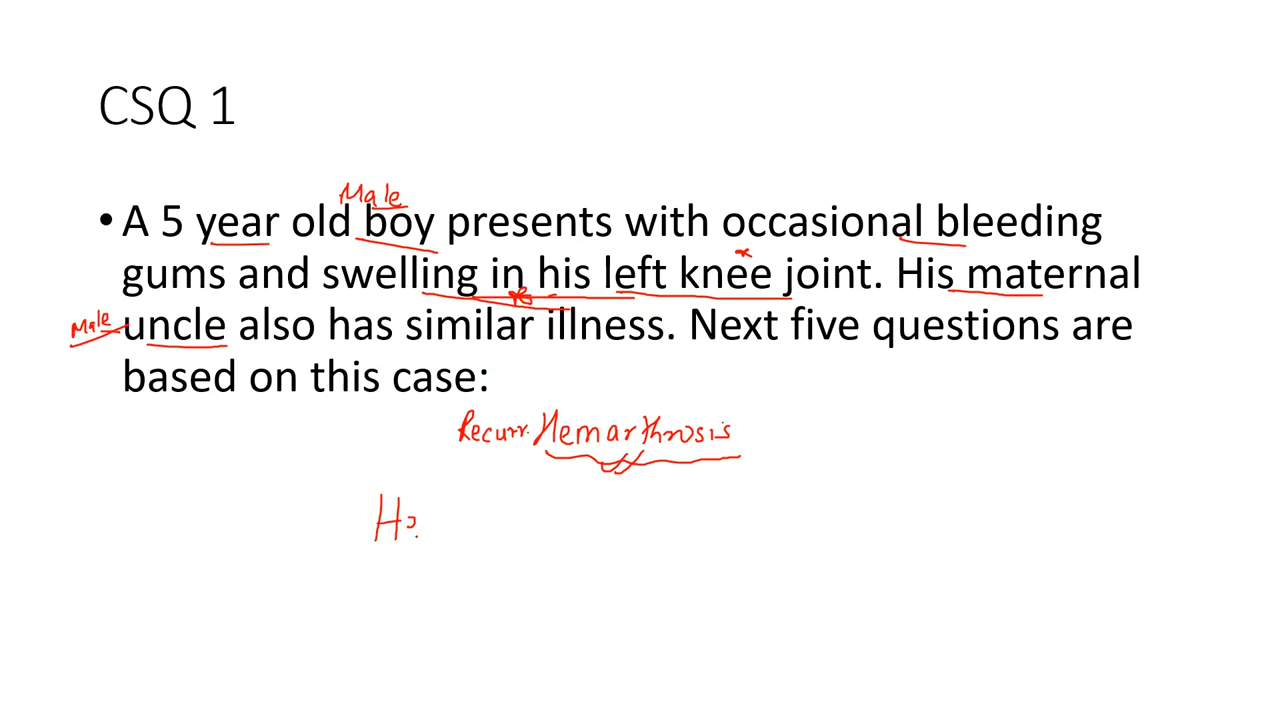 CSQ 1
Male
• A 5 year old boy presents with occasional bleeding
gums and swelling in his left knee joint. His maternal
Male
uncle also has similar illness. Next five questions are
based on this case:
Recurr. Hemarthrosis